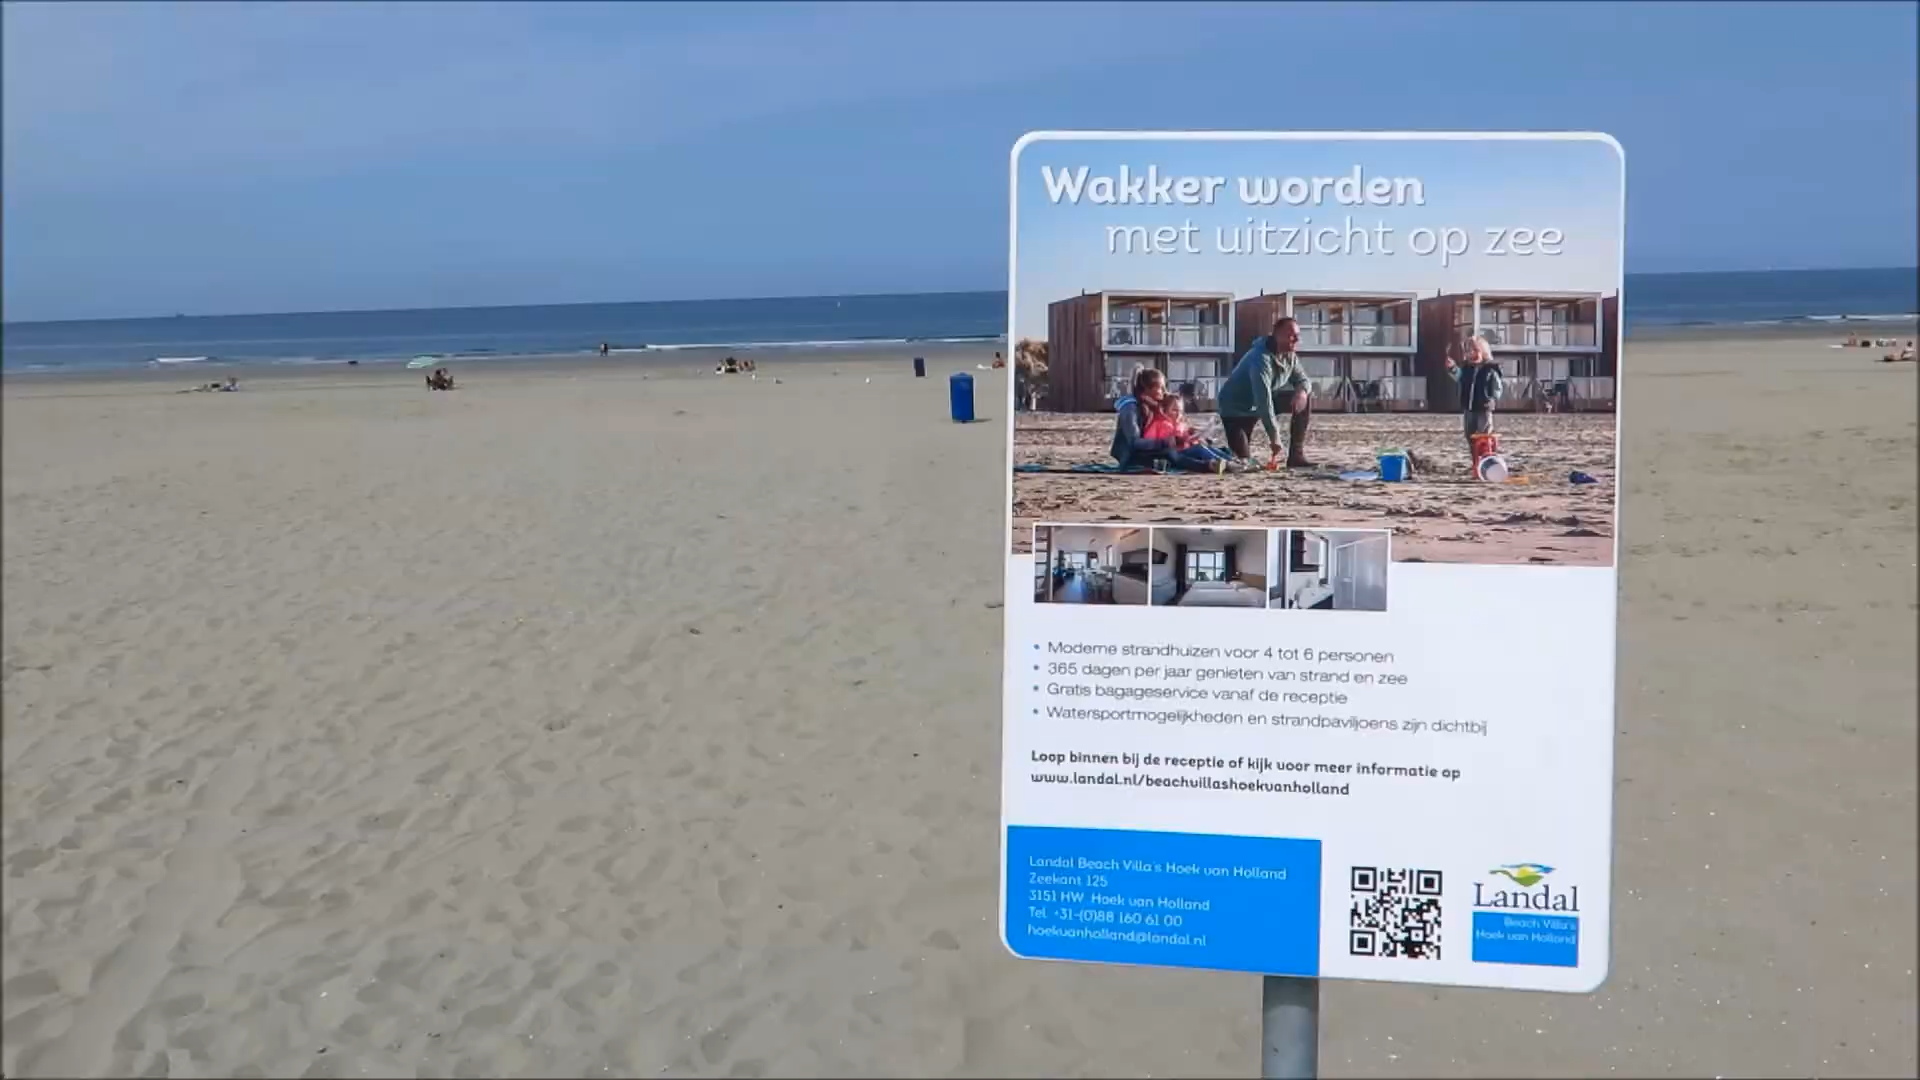 Wakker worden
met uitzicht op zee
• Moderne strandhuizen voor 4 tot 6 personen
• 365 dagen per jaar genieten van strand en zee
• Gratis bagageservice vanaf de receptie
• Watersportmogelijkheden en strandpaviljoens zijn dichtbij
Loop binnen bij de receptie of kijk voor meer informatie op
www.landal.nl/beachvillashoekvanholland
Landal Beach Villa's Hoek van Holland
Zeekant 125
3151 HW Hoek van Holland
Tel. +31-(0)88 160 61 00
hoekvanholland@landal.nl
Landal
Beach Villa's
Hoek van Holland